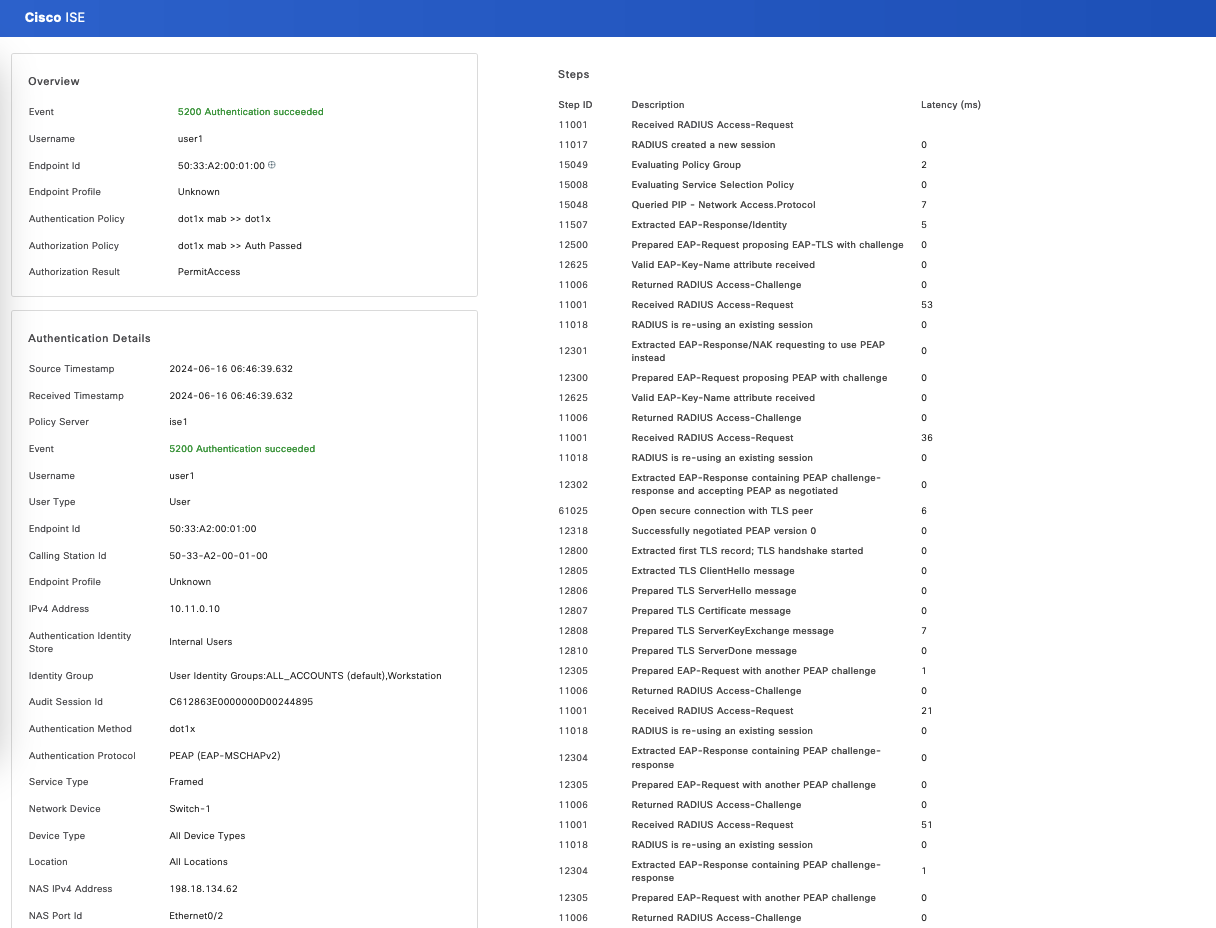 Cisco ISE
Overview
Event 5200 Authentication succeeded
Username user1
Endpoint Id 50:33:A2:00:01:00
Endpoint Profile Unknown
Authentication Policy dot1x mab >> dot1x
Authorization Policy dot1x mab >> Auth Passed
Authorization Result PermitAccess
Authentication Details
Source Timestamp 2024-06-16 06:46:39.632
Received Timestamp 2024-06-16 06:46:39.632
Policy Server ise1
Event 5200 Authentication succeeded
Username user1
User Type User
Endpoint Id 50:33:A2:00:01:00
Calling Station Id 50-33-A2-00-01-00
Endpoint Profile Unknown
IPv4 Address 10.11.0.10
Authentication Identity
Store Internal Users
Identity Group User Identity Groups:ALL_ACCOUNTS (default),Workstation
Audit Session Id C612863E0000000D00244895
Authentication Method dot1x
Authentication Protocol PEAP (EAP-MSCHAPv2)
Service Type Framed
Network Device Switch-1
Device Type All Device Types
Location All Locations
NAS IPv4 Address 198.18.134.62
NAS Port Id Ethernet0/2
Steps
Step ID Description Latency (ms)
11001 Received RADIUS Access-Request
11017 RADIUS created a new session 0
15049 Evaluating Policy Group 2
15008 Evaluating Service Selection Policy 0
15048 Queried PIP - Network Access.Protocol 7
11507 Extracted EAP-Response/Identity 5
12500 Prepared EAP-Request proposing EAP-TLS with challenge 0
12625 Valid EAP-Key-Name attribute received 0
11006 Returned RADIUS Access-Challenge 0
11001 Received RADIUS Access-Request 53
11018 RADIUS is re-using an existing session 0
12301 Extracted EAP-Response/NAK requesting to use PEAP
instead 0
12300 Prepared EAP-Request proposing PEAP with challenge 0
12625 Valid EAP-Key-Name attribute received 0
11006 Returned RADIUS Access-Challenge 0
11001 Received RADIUS Access-Request 36
11018 RADIUS is re-using an existing session 0
12302 Extracted EAP-Response containing PEAP challenge-
response and accepting PEAP as negotiated 0
61025 Open secure connection with TLS peer 6
12318 Successfully negotiated PEAP version 0 0
12800 Extracted first TLS record; TLS handshake started 0
12805 Extracted TLS ClientHello message 0
12806 Prepared TLS ServerHello message 0
12807 Prepared TLS Certificate message 0
12808 Prepared TLS ServerKeyExchange message 7
12810 Prepared TLS ServerDone message 0
12305 Prepared EAP-Request with another PEAP challenge 1
11006 Returned RADIUS Access-Challenge 0
11001 Received RADIUS Access-Request 21
11018 RADIUS is re-using an existing session 0
12304 Extracted EAP-Response containing PEAP challenge-
response 0
12305 Prepared EAP-Request with another PEAP challenge 0
11006 Returned RADIUS Access-Challenge 0
11001 Received RADIUS Access-Request 51
11018 RADIUS is re-using an existing session 0
12304 Extracted EAP-Response containing PEAP challenge-
response 1
12305 Prepared EAP-Request with another PEAP challenge 0
11006 Returned RADIUS Access-Challenge 0